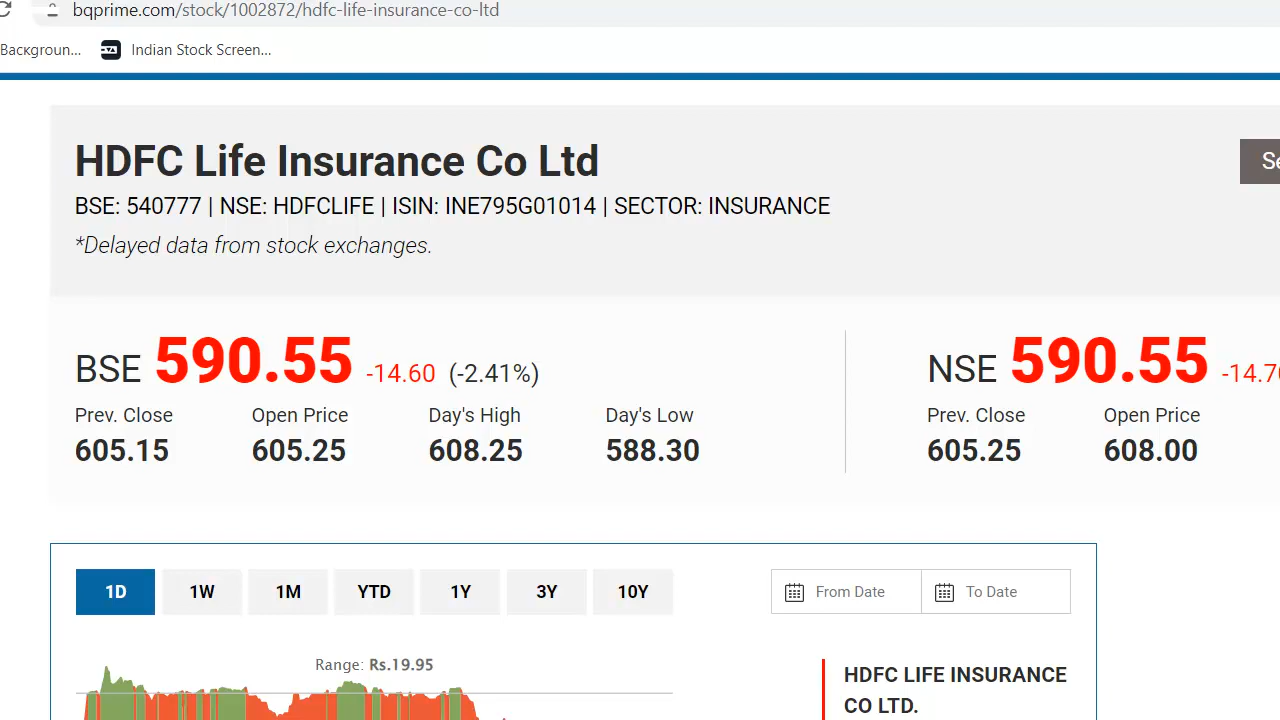 bqprime.com/stock/1002872/hdfc-life-insurance-co-ltd
Backgroun... Indian Stock Screen...
HDFC Life Insurance Co Ltd
Se
BSE: 540777 | NSE: HDFCLIFE | ISIN: INE795G01014 | SECTOR: INSURANCE
*Delayed data from stock exchanges.
BSE 590.55 -14.60 (-2.41%)
Prev. Close Open Price Day's High Day's Low
605.15 605.25 608.25 588.30
NSE 590.55 -14.70
Prev. Close Open Price
605.25 608.00
1D 1W 1M YTD 1Y 3Y 10Y
From Date To Date
Range: Rs.19.95
HDFC LIFE INSURANCE
CO LTD.